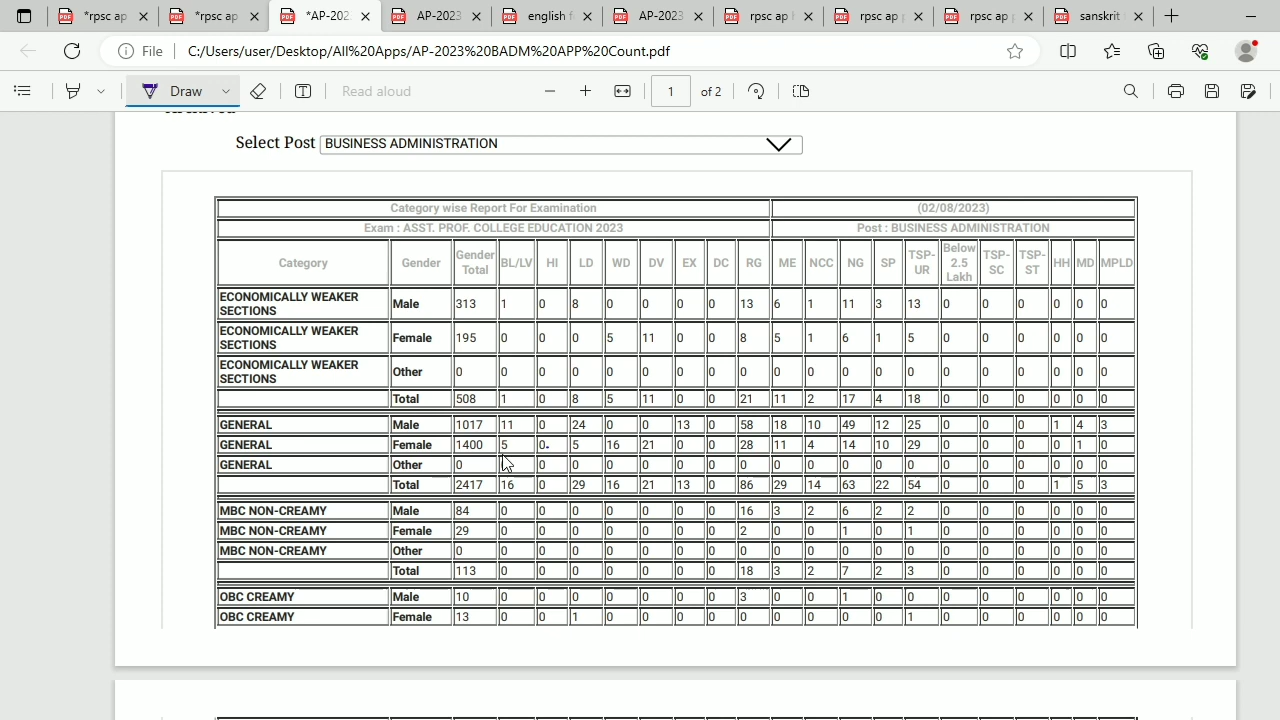 *rpsc ap
*rpsc ap
*AP-202
AP-2023
english f
AP-2023
rpsc ap
rpsc ap
rpsc ap
sanskrit
File C:/Users/user/Desktop/All%20Apps/AP-2023%20BADM%20APP%20Count.pdf
Draw Read aloud 1 of 2
Select Post BUSINESS ADMINISTRATION
Category wise Report For Examination (02/08/2023)
Exam : ASST. PROF. COLLEGE EDUCATION 2023 Post : BUSINESS ADMINISTRATION
Category Gender Gender Total BL/LV HI LD WD DV EX DC RG ME NCC NG SP TSP-UR Below 2.5 Lakh TSP-SC TSP-ST HH MD MPLD
ECONOMICALLY WEAKER SECTIONS Male 313 1 0 8 0 0 0 0 13 6 1 11 3 13 0 0 0 0 0 0
ECONOMICALLY WEAKER SECTIONS Female 195 0 0 0 5 11 0 0 8 5 1 6 1 5 0 0 0 0 0 0
ECONOMICALLY WEAKER SECTIONS Other 0 0 0 0 0 0 0 0 0 0 0 0 0 0 0 0 0 0 0 0
Total 508 1 0 8 5 11 0 0 21 11 2 17 4 18 0 0 0 0 0 0
GENERAL Male 1017 11 0 24 0 0 13 0 58 18 10 49 12 25 0 0 0 1 4 3
GENERAL Female 1400 5 0 5 16 21 0 0 28 11 4 14 10 29 0 0 0 0 1 0
GENERAL Other 0 0 0 0 0 0 0 0 0 0 0 0 0 0 0 0 0 0 0 0
Total 2417 16 0 29 16 21 13 0 86 29 14 63 22 54 0 0 0 1 5 3
MBC NON-CREAMY Male 84 0 0 0 0 0 0 0 16 3 2 6 2 2 0 0 0 0 0 0
MBC NON-CREAMY Female 29 0 0 0 0 0 0 0 2 0 0 1 0 1 0 0 0 0 0 0
MBC NON-CREAMY Other 0 0 0 0 0 0 0 0 0 0 0 0 0 0 0 0 0 0 0 0
Total 113 0 0 0 0 0 0 0 18 3 2 7 2 3 0 0 0 0 0 0
OBC CREAMY Male 10 0 0 0 0 0 0 0 3 0 0 1 0 0 0 0 0 0 0 0
OBC CREAMY Female 13 0 0 1 0 0 0 0 0 0 0 0 0 1 0 0 0 0 0 0